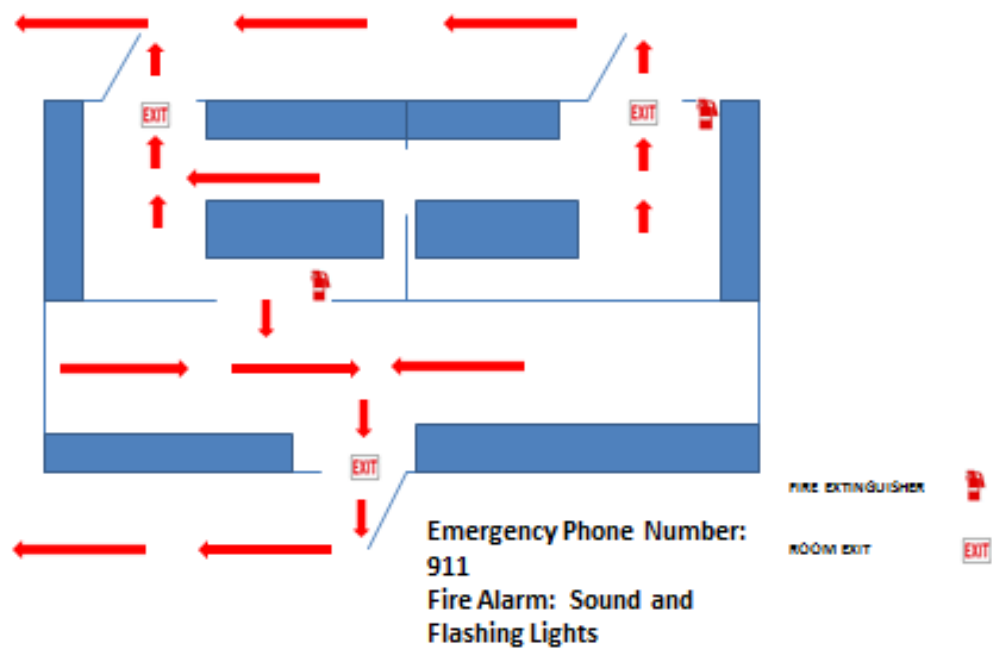 EXIT
EXIT
EXIT
FIRE EXTINGUISHER
ROOM EXIT
EXIT
Emergency Phone Number:
911
Fire Alarm: Sound and
Flashing Lights